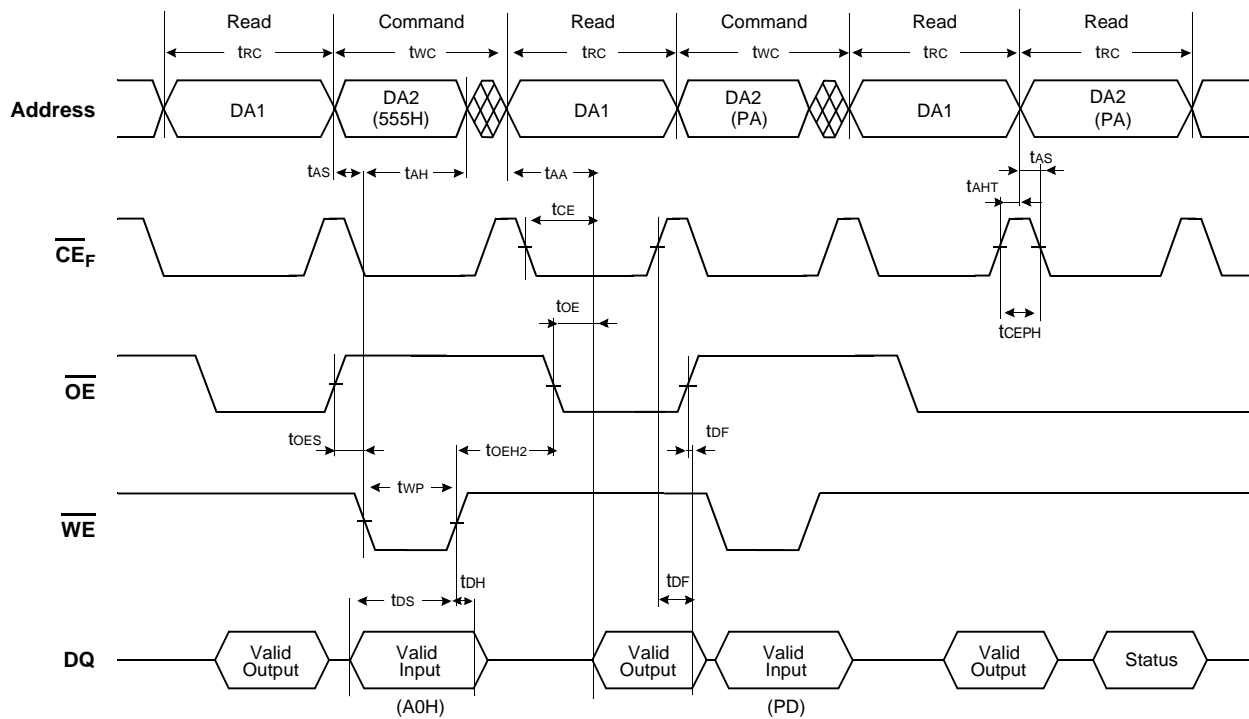 Read Command Read Command Read Read
tRC tWC tRC tWC tRC tRC
Address DA1 DA2 (555H) DA1 DA2 (PA) DA1 DA2 (PA)
tAS tAH tAA tAS
tAHT
tCE
CEF
tOE
tCEPH
OE
tOES tOEH2 tDF
tWP
WE
tDH tDF
tDS
DQ Valid Output Valid Input Valid Output Valid Input Valid Output Status
(A0H) (PD)